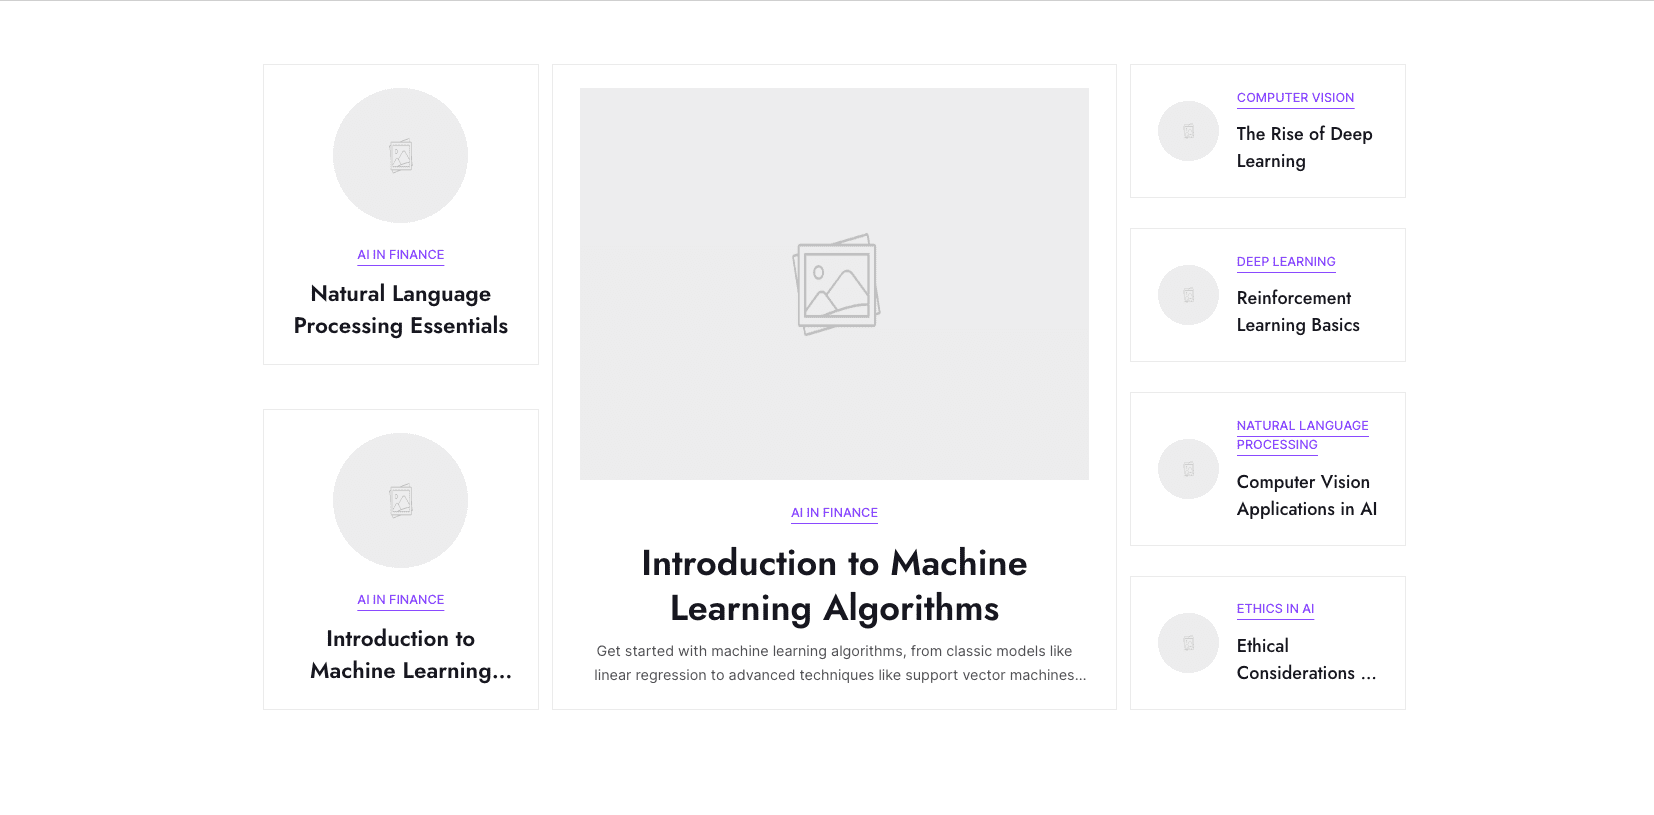 AI IN FINANCE
Natural Language
Processing Essentials
AI IN FINANCE
Introduction to
Machine Learning...
AI IN FINANCE
Introduction to Machine
Learning Algorithms
Get started with machine learning algorithms, from classic models like
linear regression to advanced techniques like support vector machines...
COMPUTER VISION
The Rise of Deep
Learning
DEEP LEARNING
Reinforcement
Learning Basics
NATURAL LANGUAGE
PROCESSING
Computer Vision
Applications in AI
ETHICS IN AI
Ethical
Considerations ...